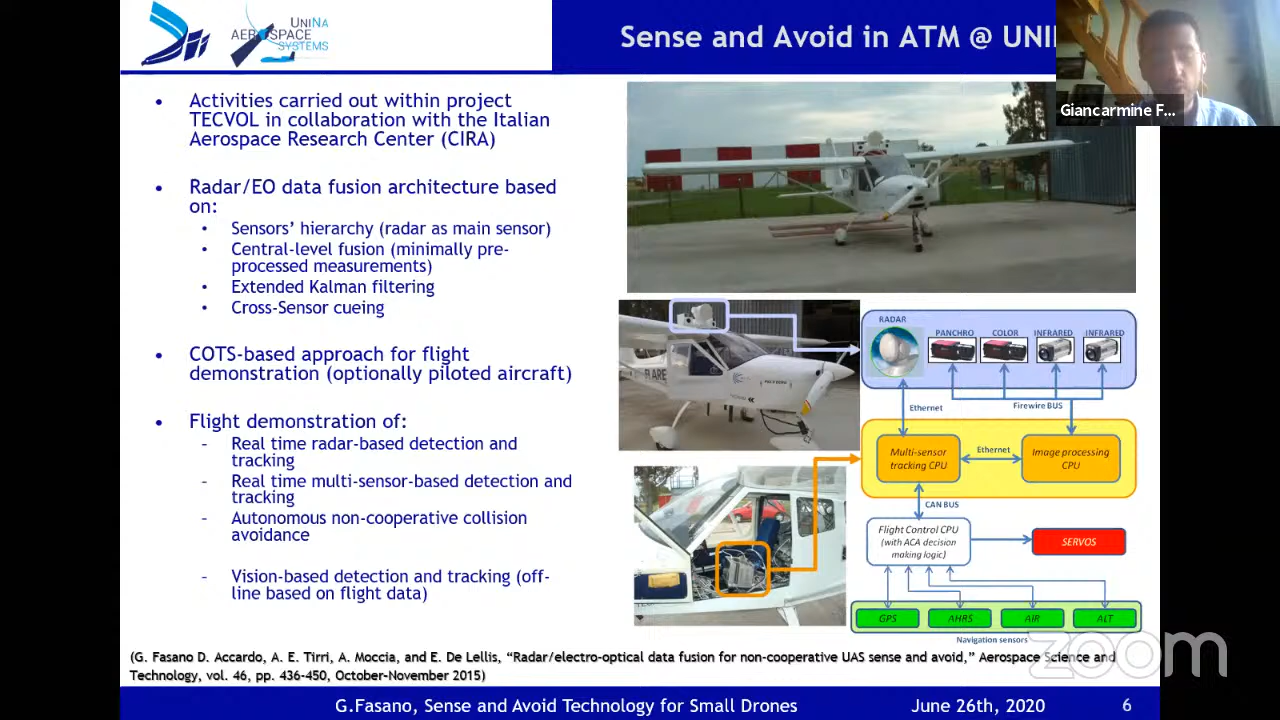 UNINA
AEROSPACE
SYSTEMS
Sense and Avoid in ATM @
Giancarmine F...
• Activities carried out within project
TECVOL in collaboration with the Italian
Aerospace Research Center (CIRA)
• Radar/EO data fusion architecture based
on:
• Sensors’ hierarchy (radar as main sensor)
• Central-level fusion (minimally pre-
processed measurements)
• Extended Kalman filtering
• Cross-Sensor cueing
• COTS-based approach for flight
demonstration (optionally piloted aircraft)
• Flight demonstration of:
– Real time radar-based detection and
tracking
– Real time multi-sensor-based detection and
tracking
– Autonomous non-cooperative collision
avoidance
– Vision-based detection and tracking (off-
line based on flight data)
RADAR
PANCHRO
COLOR
INFRARED
INFRARED
Ethernet
Firewire BUS
Multi-sensor
tracking CPU
Ethernet
Image processing
CPU
CAN BUS
Flight Control CPU
(with ACA decision
making logic)
SERVOS
GPS
AHRS
AIR
ALT
Navigation sensors
zoom
(G. Fasano D. Accardo, A. E. Tirri, A. Moccia, and E. De Lellis, “Radar/electro-optical data fusion for non-cooperative UAS sense and avoid,” Aerospace Science and
Technology, vol. 46, pp. 436-450, October–November 2015)
G.Fasano, Sense and Avoid Technology for Small Drones
June 26th, 2020
6